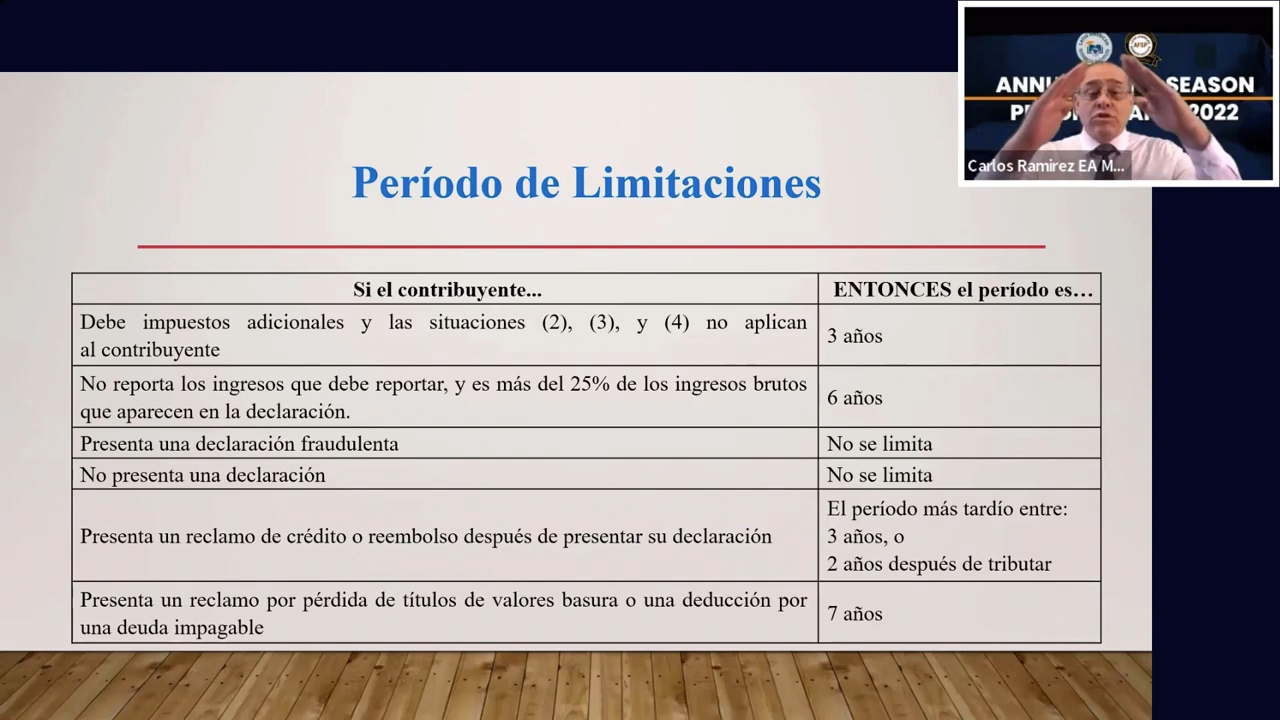 ANNU SEASON
2022
AFSP
Carlos Ramirez EA M...
Período de Limitaciones
Si el contribuyente...
ENTONCES el período es…
Debe impuestos adicionales y las situaciones (2), (3), y (4) no aplican
al contribuyente
3 años
No reporta los ingresos que debe reportar, y es más del 25% de los ingresos brutos
que aparecen en la declaración.
6 años
Presenta una declaración fraudulenta
No se limita
No presenta una declaración
No se limita
Presenta un reclamo de crédito o reembolso después de presentar su declaración
El período más tardío entre:
3 años, o
2 años después de tributar
Presenta un reclamo por pérdida de títulos de valores basura o una deducción por
una deuda impagable
7 años